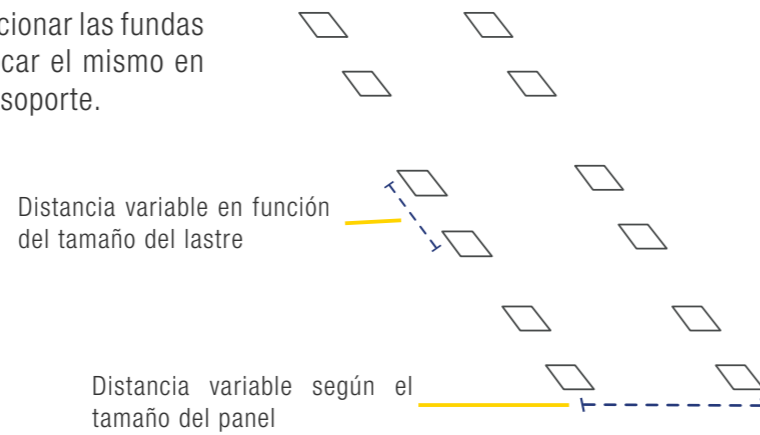 cionar las fundas
car el mismo en
soporte.
Distancia variable en función
del tamaño del lastre
Distancia variable según el
tamaño del panel